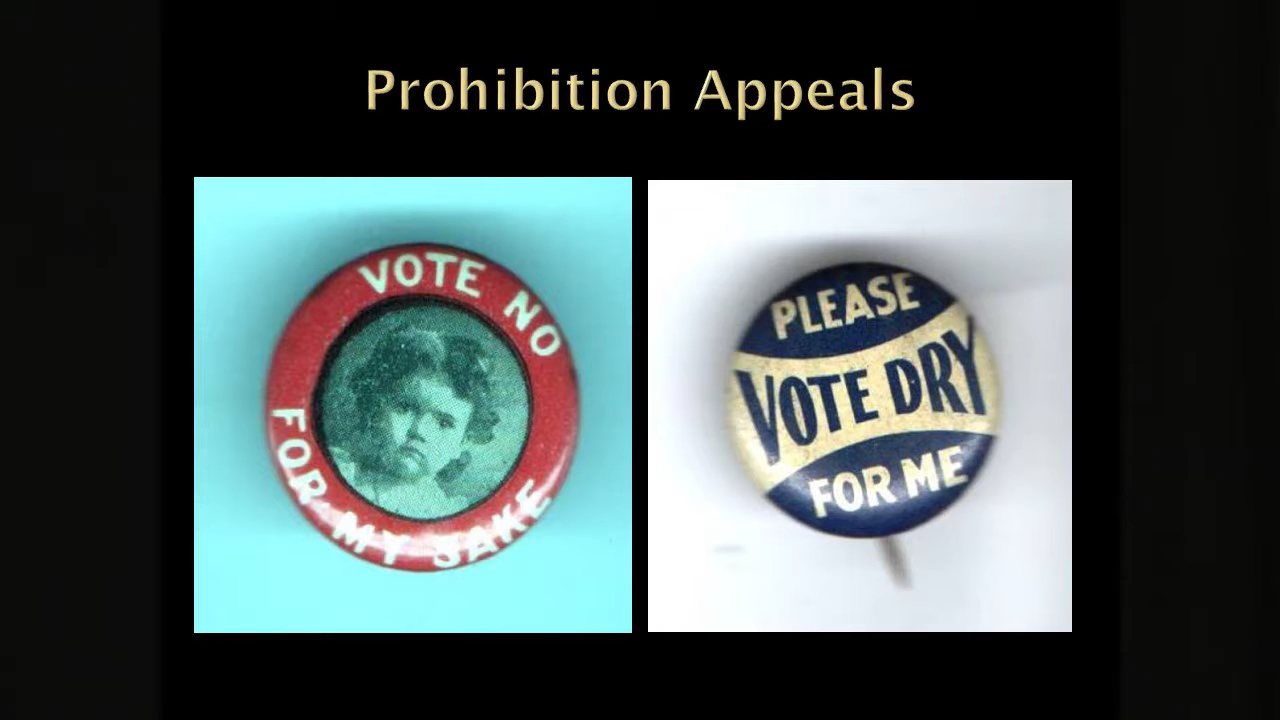 Prohibition Appeals
VOTE NO
FOR MY SAKE
PLEASE
VOTE DRY
FOR ME